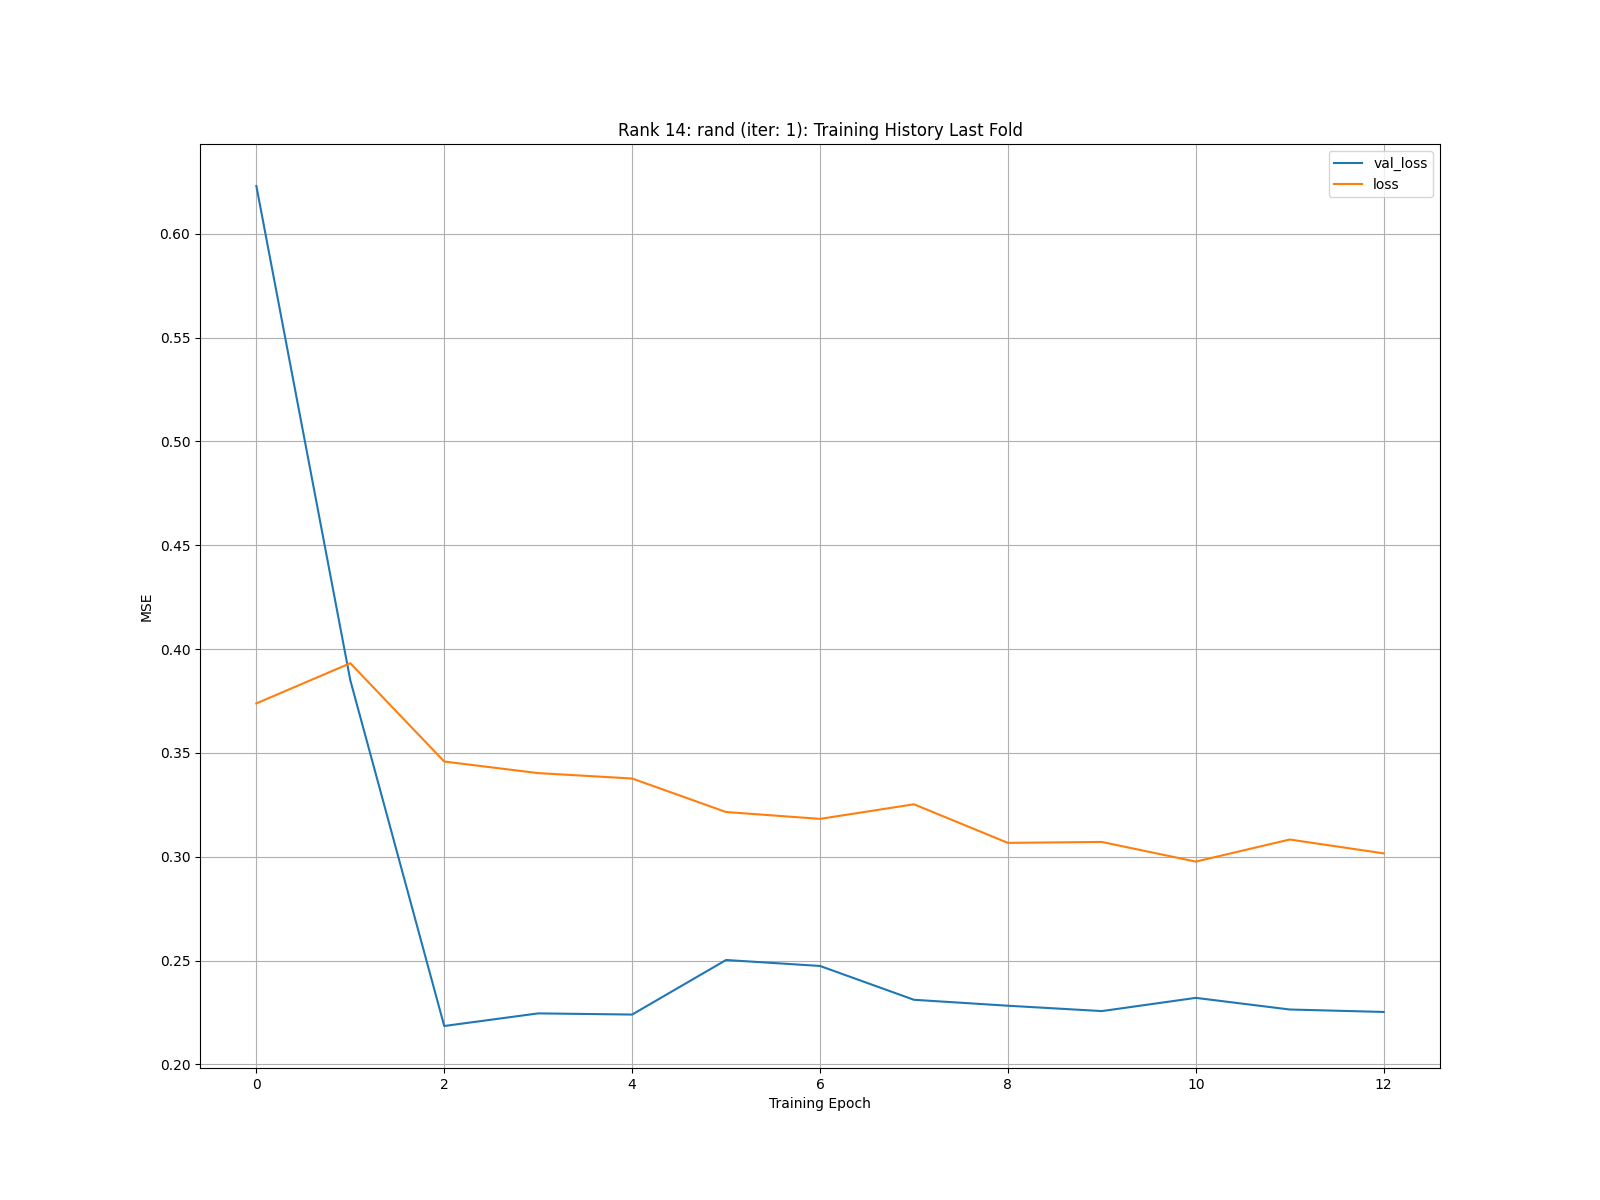 Rank 14: rand (iter: 1): Training History Last Fold
val_loss
loss
0.60
0.55
0.50
0.45
0.40
0.35
0.30
0.25
0.20
MSE
0 2 4 6 8 10 12
Training Epoch